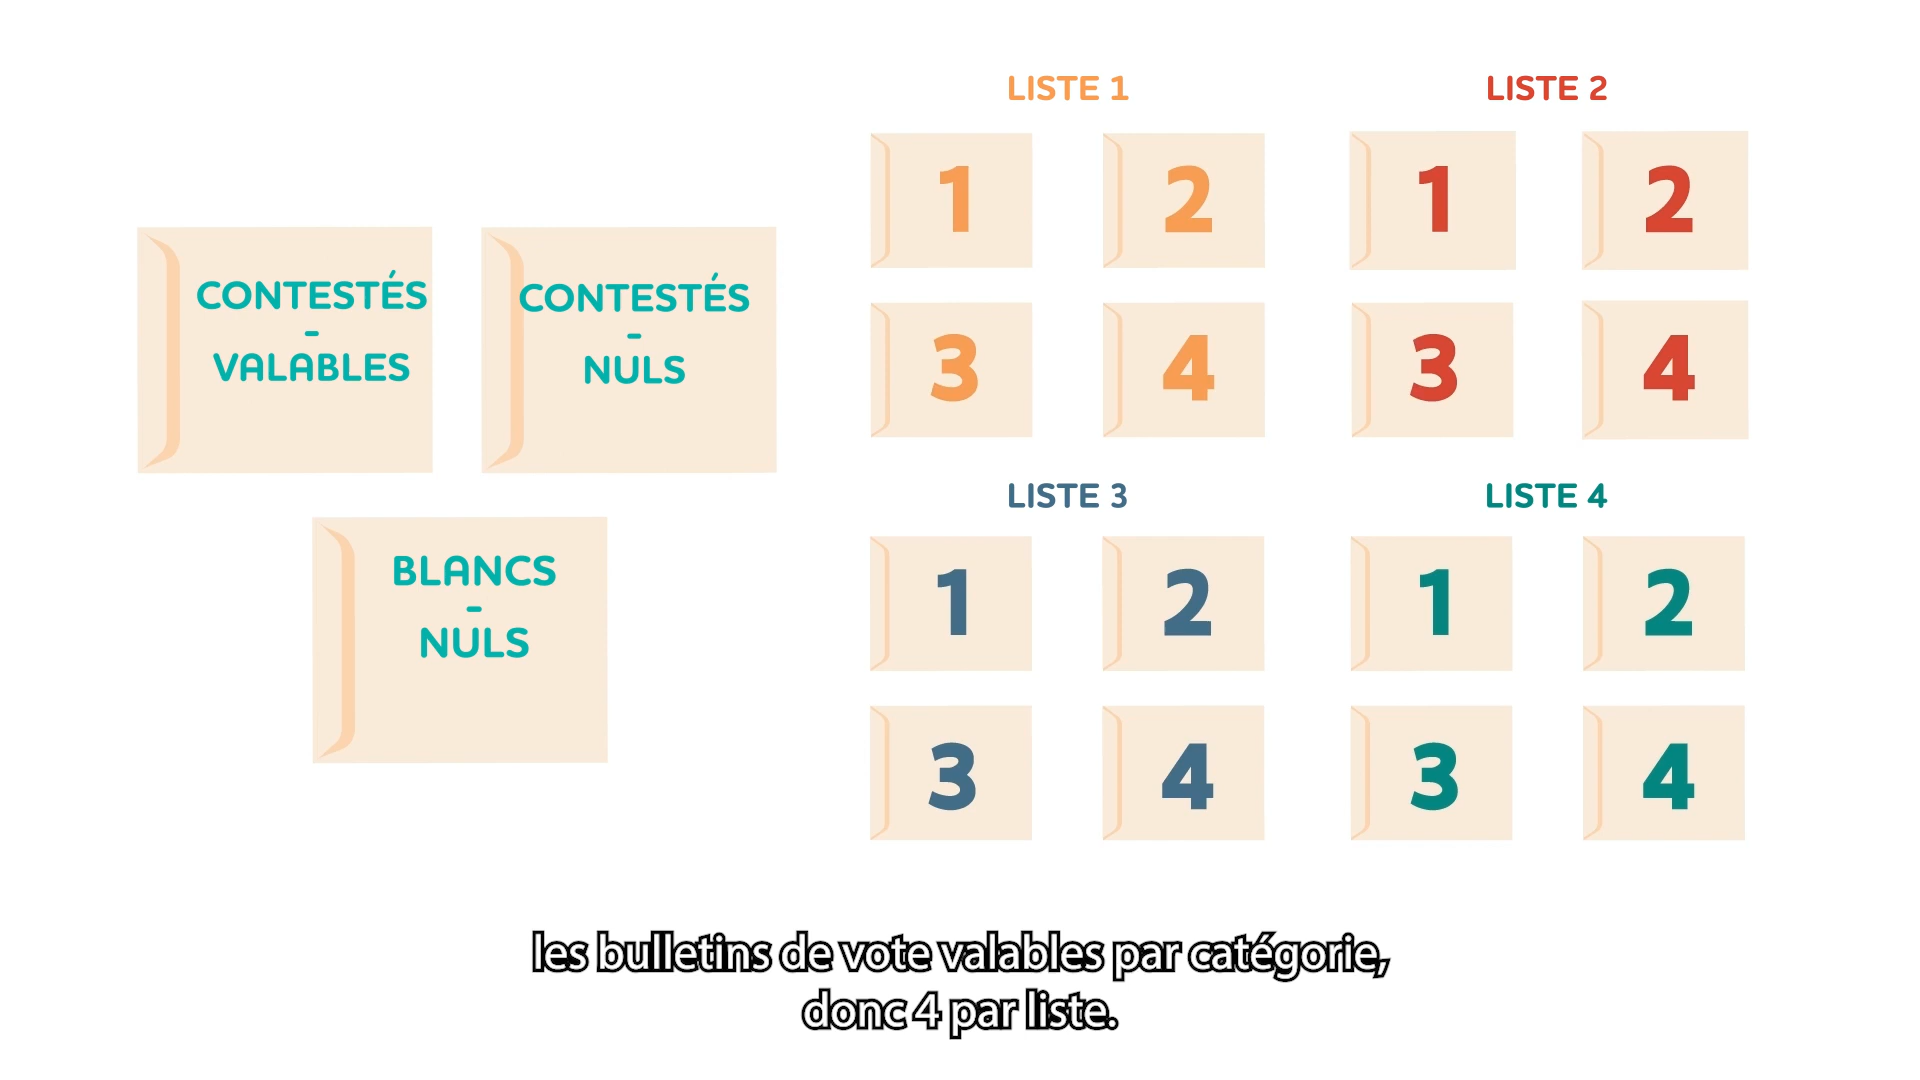 CONTESTÉS
-
VALABLES
CONTESTÉS
-
NULS
BLANCS
-
NULS
LISTE 1
1 2
3 4
LISTE 2
1 2
3 4
LISTE 3
1 2
3 4
LISTE 4
1 2
3 4
les bulletins de vote valables par catégorie,
donc 4 par liste.